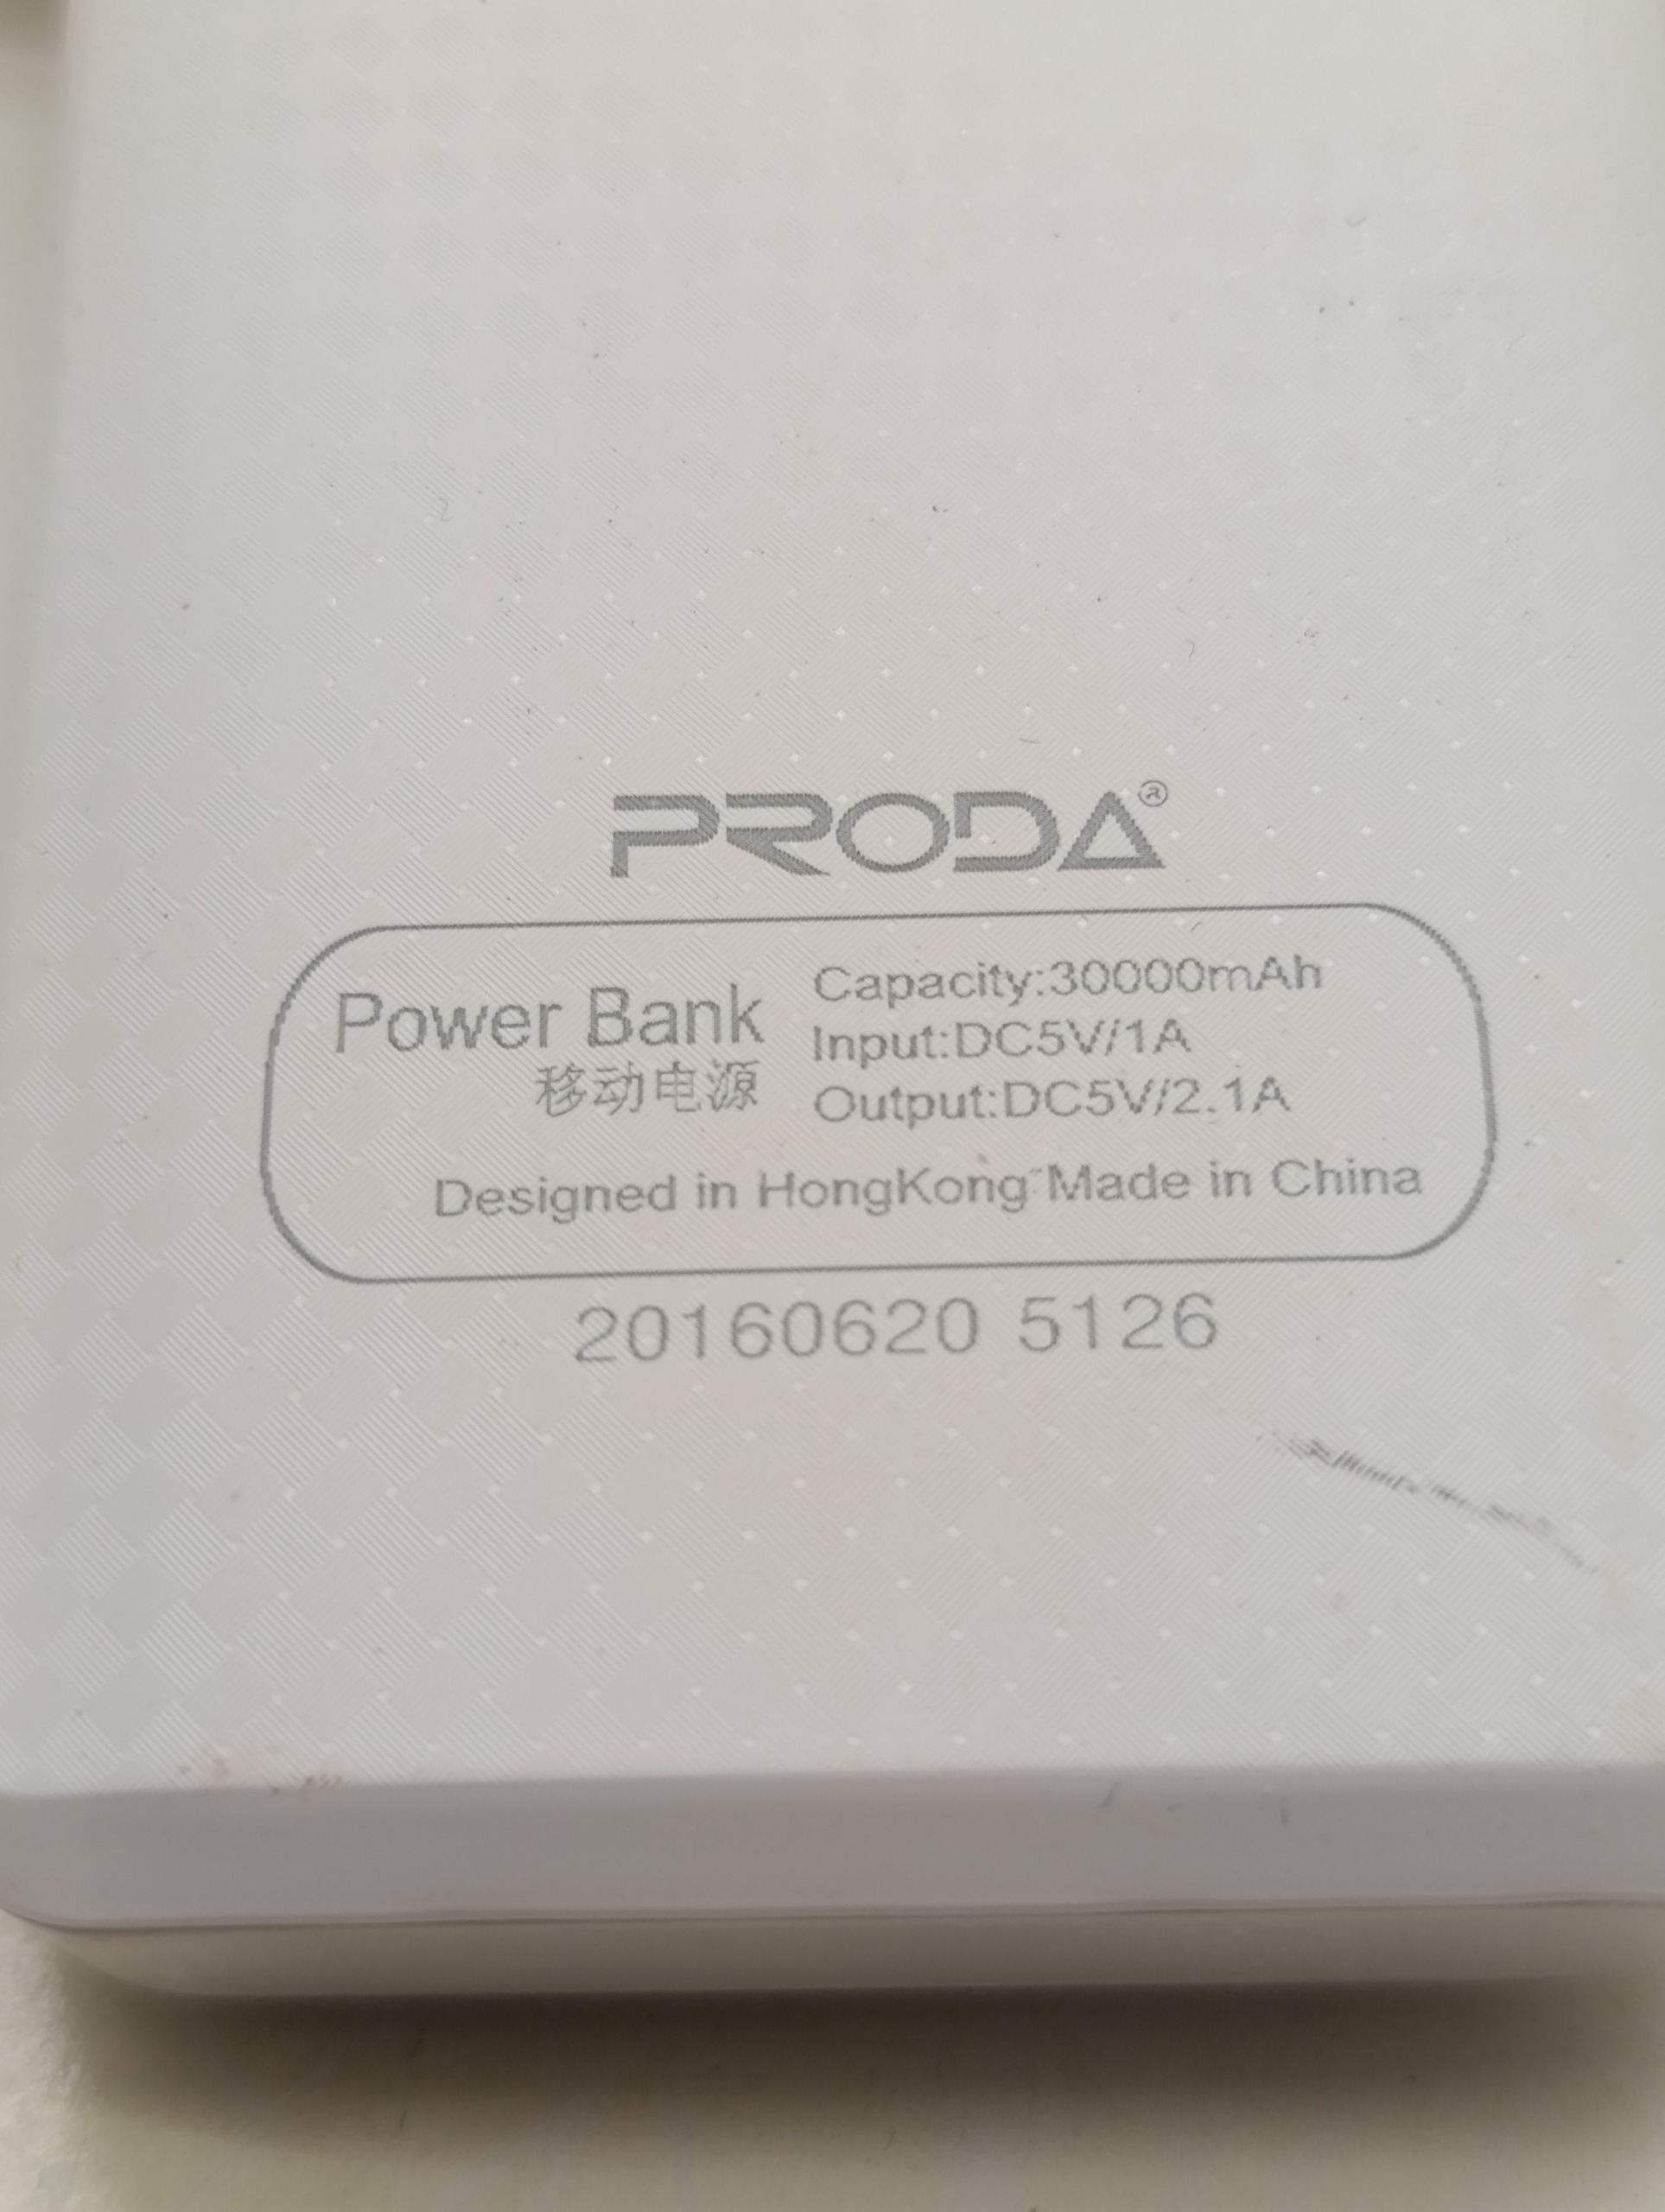 PRODA®
Power Bank
移动电源
Capacity:30000mAh
Input:DC5V/1A
Output:DC5V/2.1A
Designed in HongKong Made in China
20160620 5126